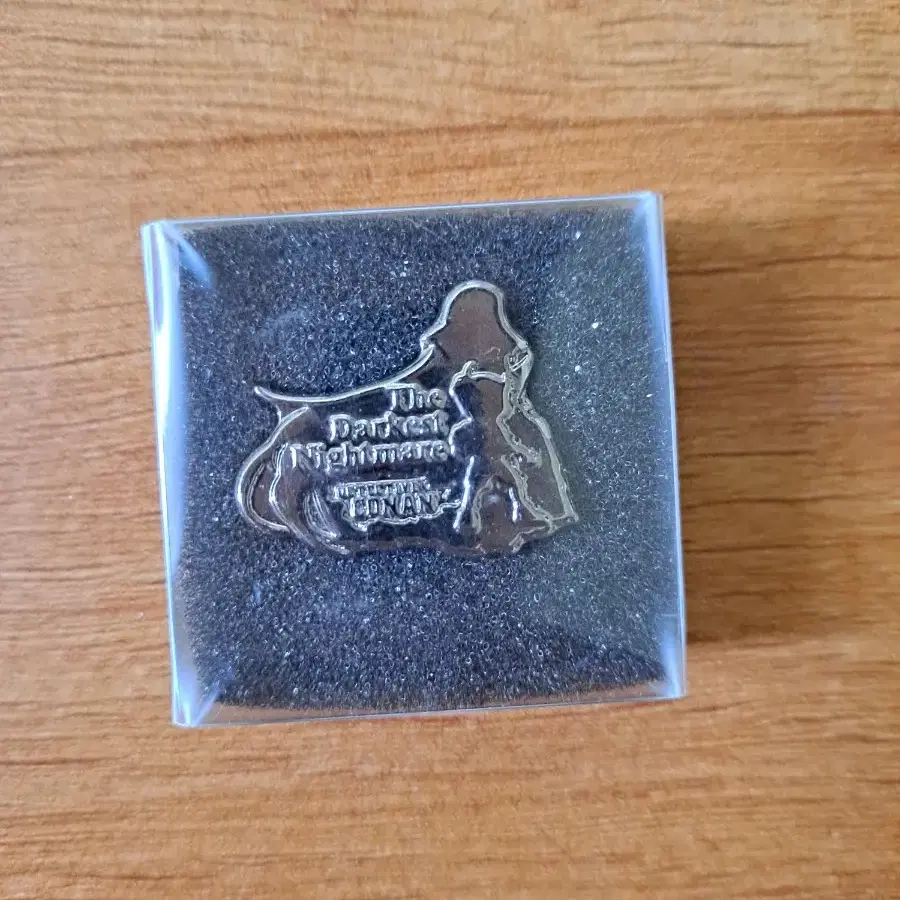 The
Darkest
Nightmare
DETECTIVE
CONAN